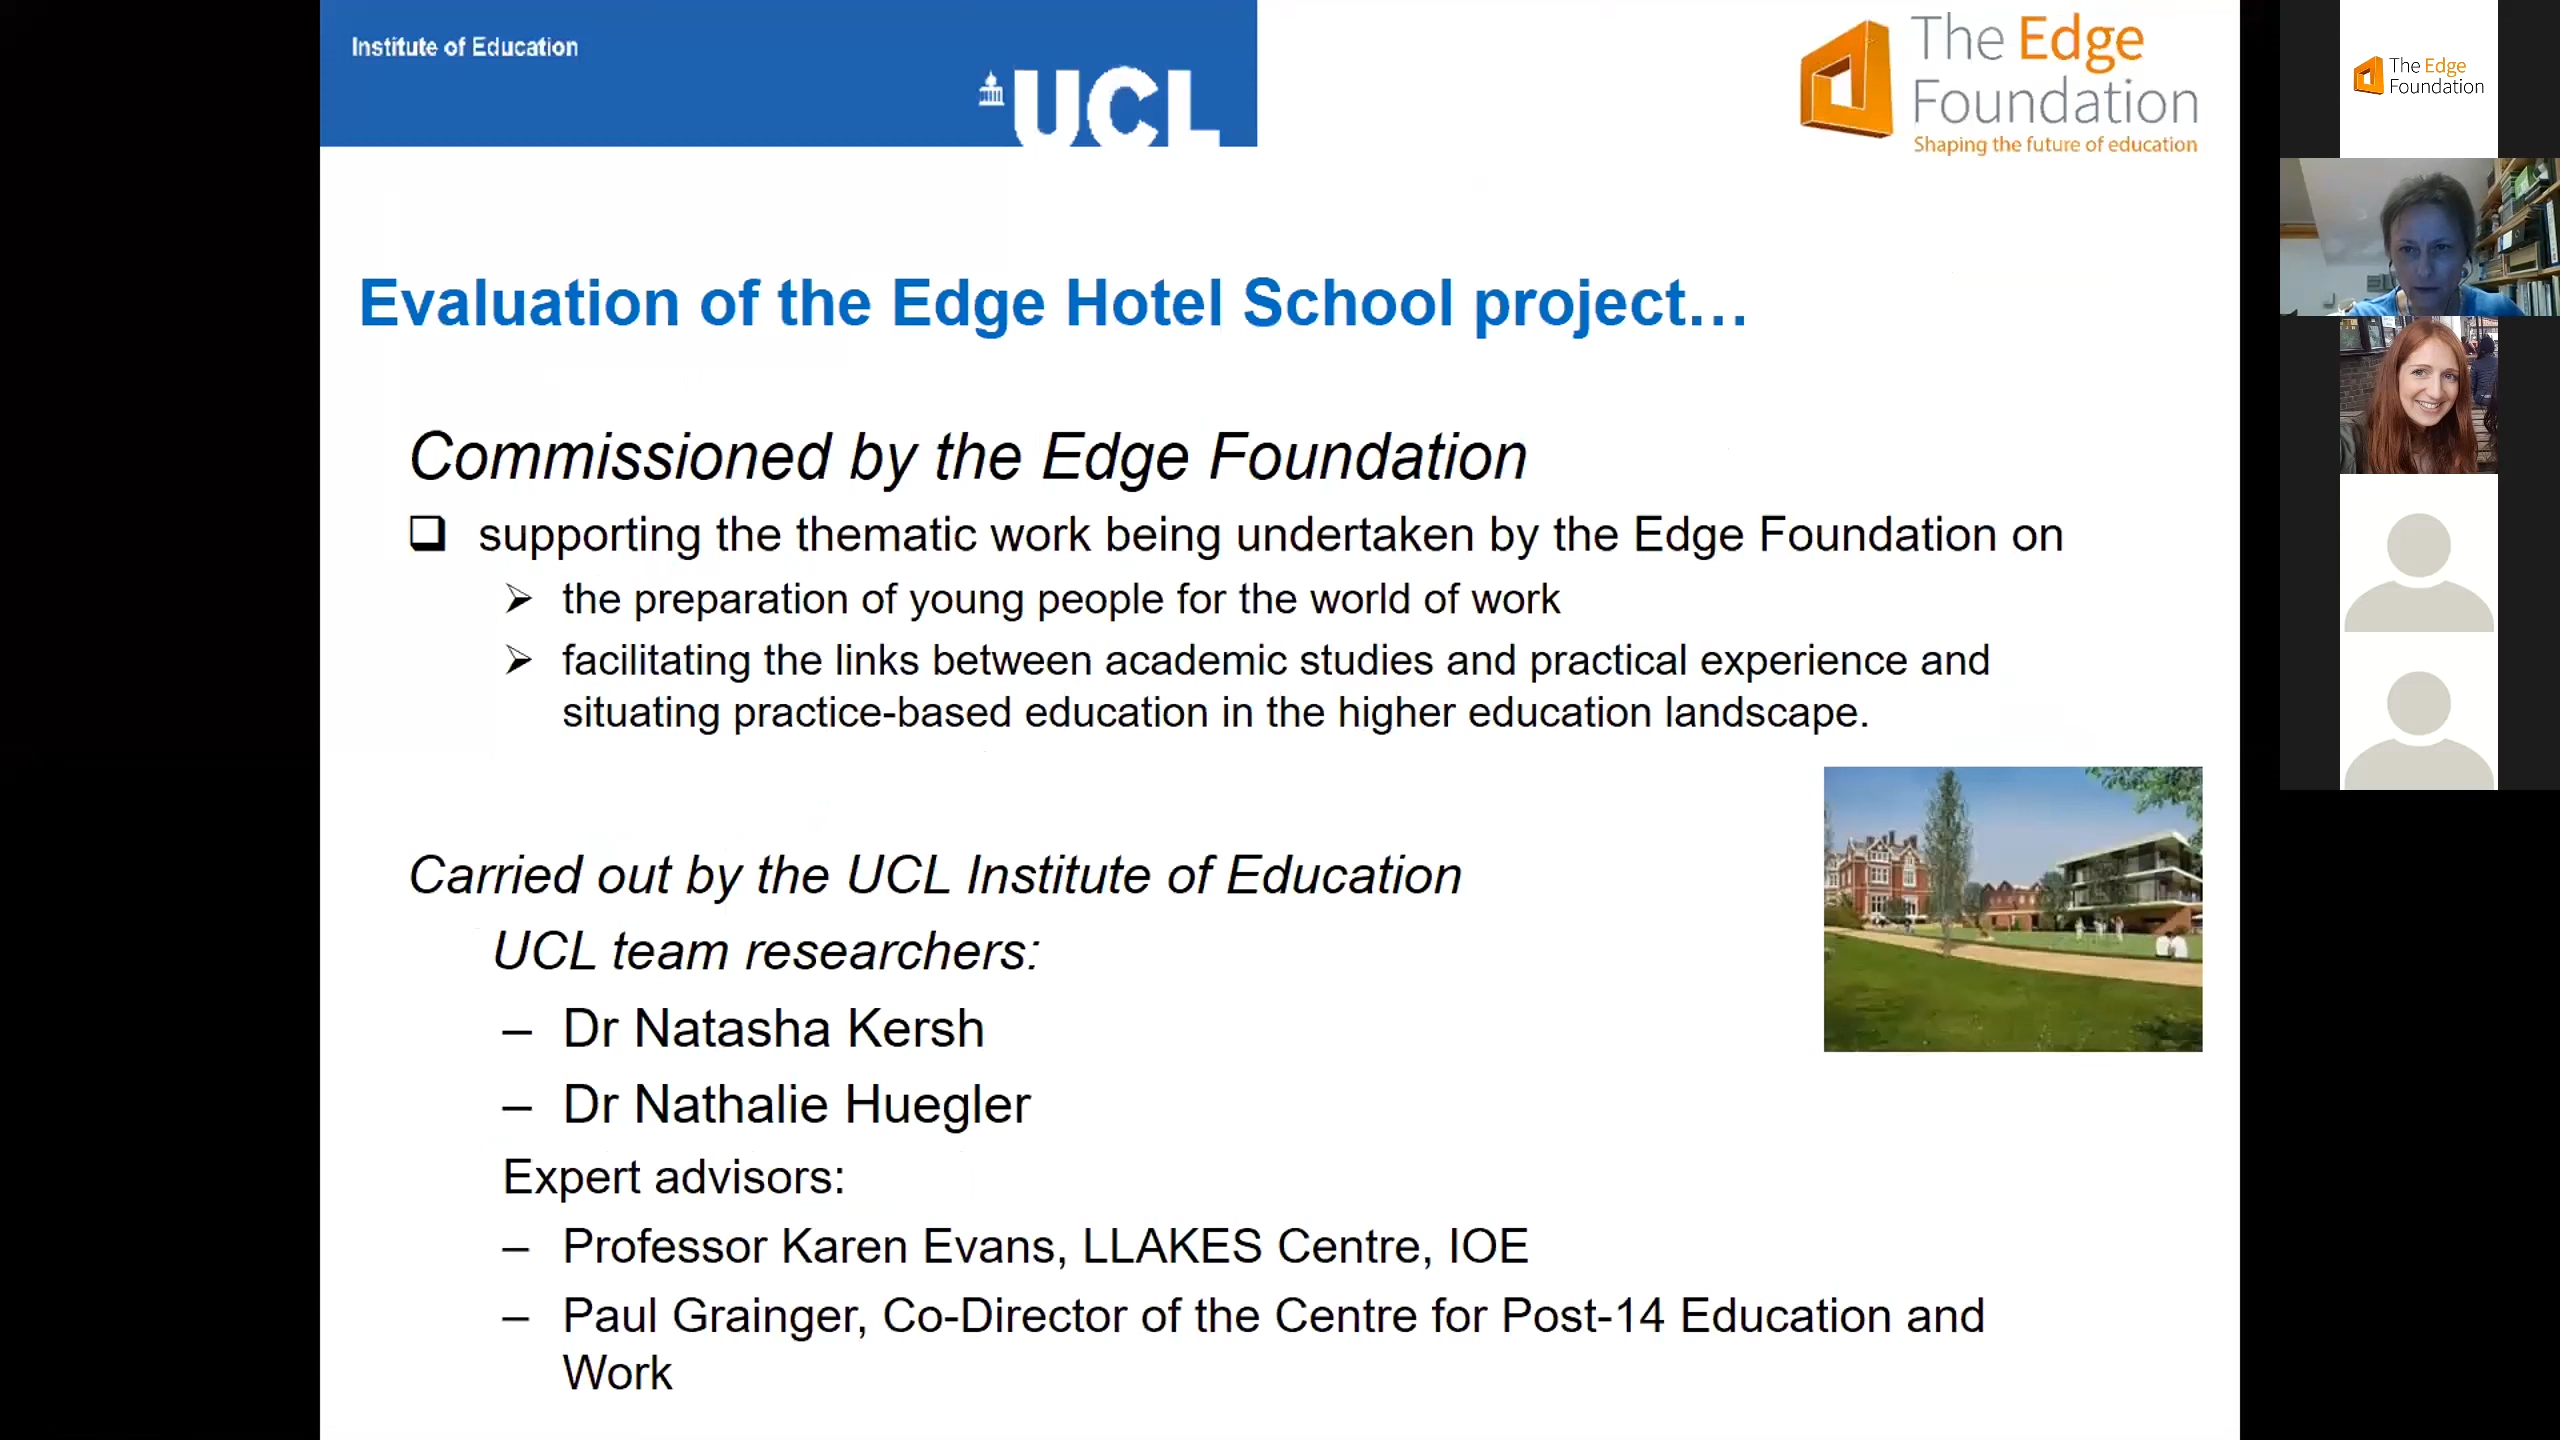 Institute of Education
UCL
The Edge
Foundation
Shaping the future of education
Evaluation of the Edge Hotel School project…
Commissioned by the Edge Foundation
supporting the thematic work being undertaken by the Edge Foundation on
the preparation of young people for the world of work
facilitating the links between academic studies and practical experience and
situating practice-based education in the higher education landscape.
Carried out by the UCL Institute of Education
UCL team researchers:
– Dr Natasha Kersh
– Dr Nathalie Huegler
Expert advisors:
– Professor Karen Evans, LLAKES Centre, IOE
– Paul Grainger, Co-Director of the Centre for Post-14 Education and
Work
The Edge
Foundation